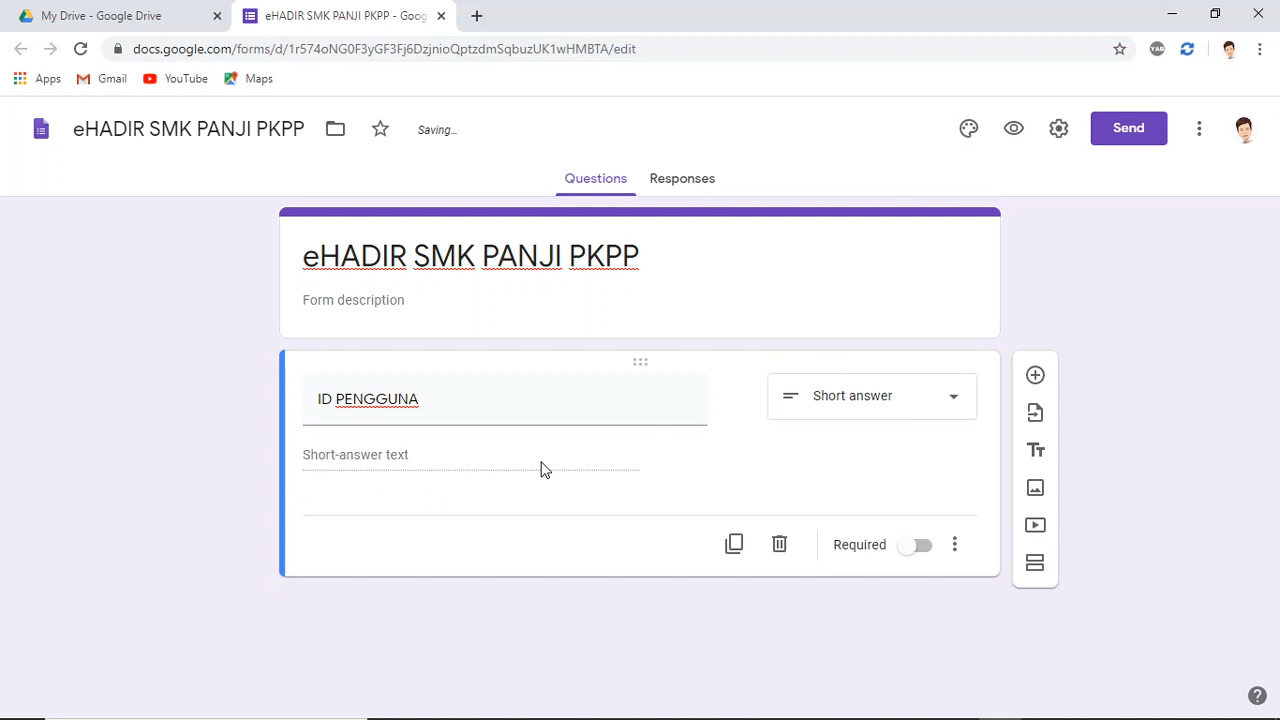 My Drive - Google Drive
eHADIR SMK PANJI PKPP - Goog
docs.google.com/forms/d/1r574oNG0F3yGF3Fj6DzjnioQptzdmSqbuzUK1wHMBTA/edit
YAB
Apps
Gmail
YouTube
Maps
eHADIR SMK PANJI PKPP
Saving...
Send
Questions
Responses
eHADIR SMK PANJI PKPP
Form description
ID PENGGUNA
Short answer
Short-answer text
Required